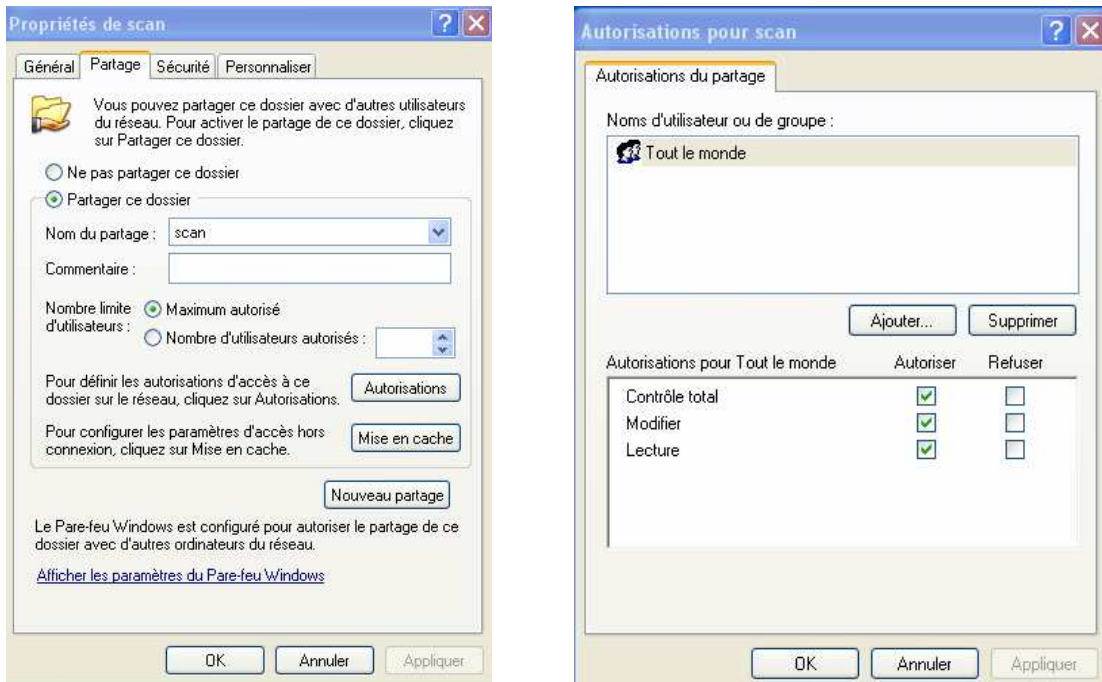 Propriétés de scan
Général Partage Sécurité Personnaliser
Vous pouvez partager ce dossier avec d'autres utilisateurs
du réseau. Pour activer le partage de ce dossier, cliquez
sur Partager ce dossier.
Ne pas partager ce dossier
Partager ce dossier
Nom du partage : scan
Commentaire :
Nombre limite
d'utilisateurs :
Maximum autorisé
Nombre d'utilisateurs autorisés :
Pour définir les autorisations d'accès à ce
dossier sur le réseau, cliquez sur Autorisations.
Autorisations
Pour configurer les paramètres d'accès hors
connexion, cliquez sur Mise en cache.
Mise en cache
Nouveau partage
Le Pare-feu Windows est configuré pour autoriser le partage de ce
dossier avec d'autres ordinateurs du réseau.
Afficher les paramètres du Pare-feu Windows
OK Annuler Appliquer
Autorisations pour scan
Autorisations du partage
Noms d'utilisateur ou de groupe :
Tout le monde
Ajouter... Supprimer
Autorisations pour Tout le monde Autoriser Refuser
Contrôle total
Modifier
Lecture
OK Annuler Appliquer